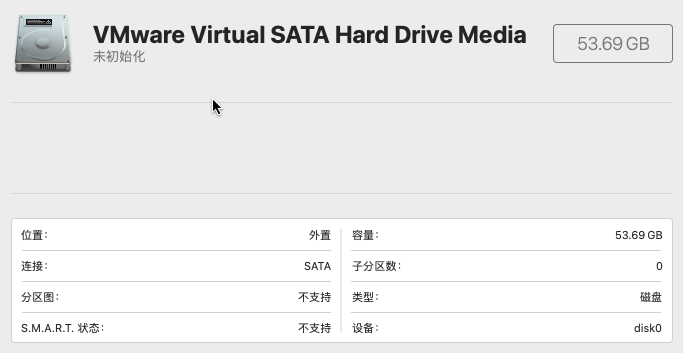 VMware Virtual SATA Hard Drive Media
未初始化
53.69 GB
位置： 外置
容量： 53.69 GB
连接： SATA
子分区数： 0
分区图： 不支持
类型： 磁盘
S.M.A.R.T. 状态： 不支持
设备： disk0